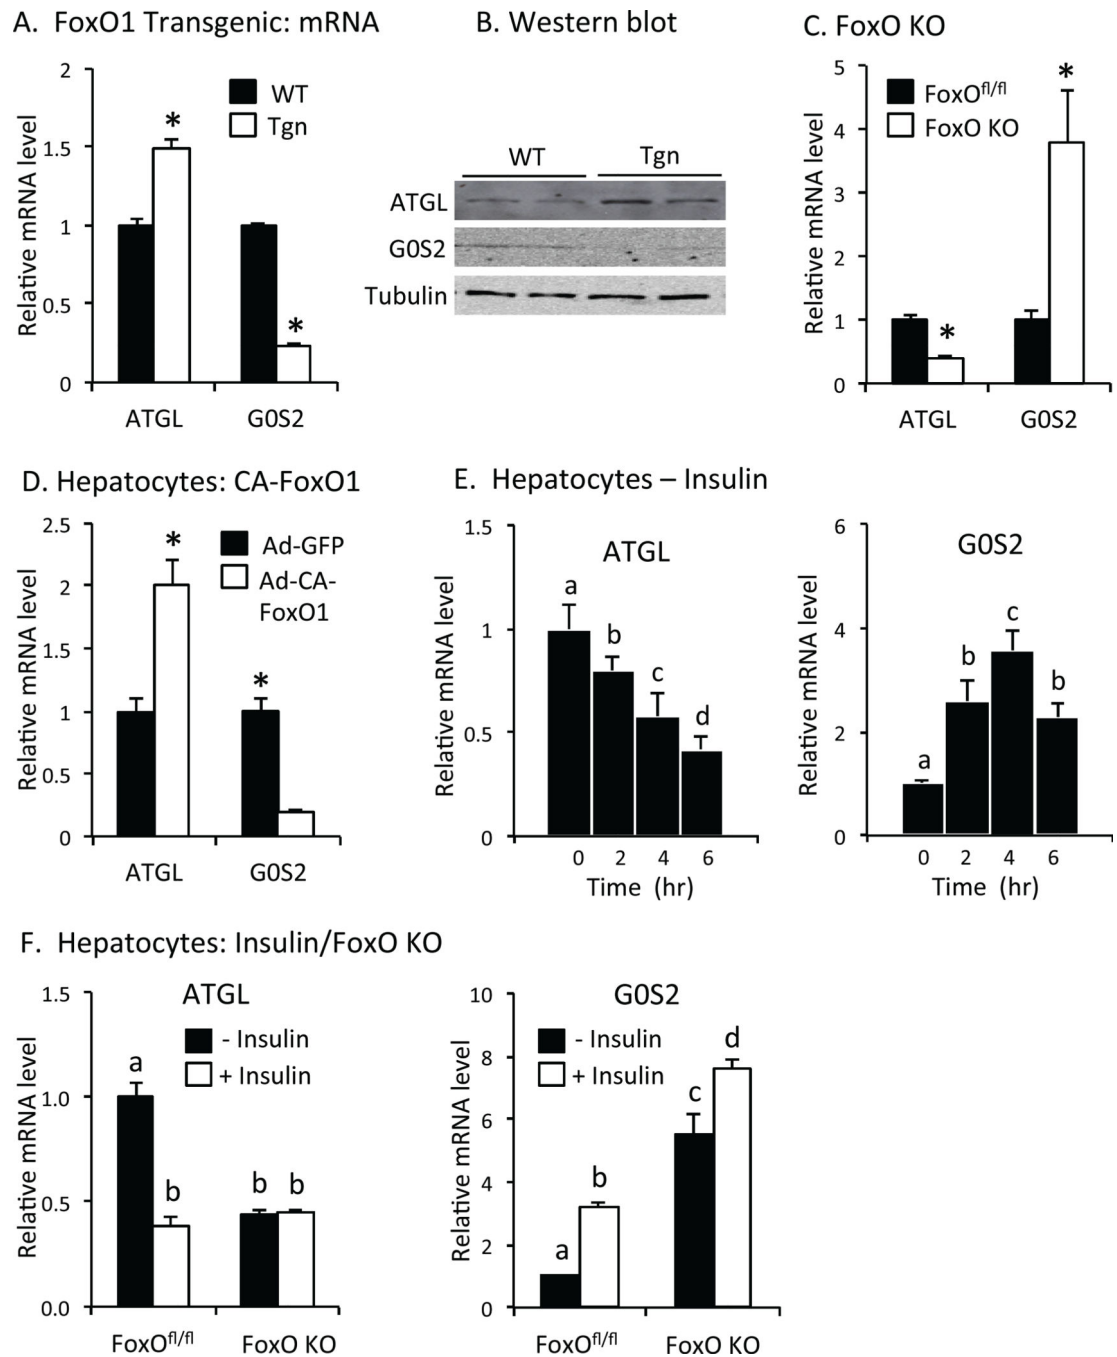 A. FoxO1 Transgenic: mRNA
Relative mRNA level
2
1.5
1
0.5
0
WT
Tgn
*
*
ATGL
G0S2
B. Western blot
WT
Tgn
ATGL
G0S2
Tubulin
C. FoxO KO
Relative mRNA level
5
4
3
2
1
0
FoxOfl/fl
FoxO KO
*
*
ATGL
G0S2
D. Hepatocytes: CA-FoxO1
Relative mRNA level
2.5
2
1.5
1
0.5
0
Ad-GFP
Ad-CA-
FoxO1
*
*
ATGL
G0S2
E. Hepatocytes – Insulin
Relative mRNA level
1.5
1
0.5
0
ATGL
a
b
c
d
0 2 4 6
Time (hr)
Relative mRNA level
6
4
2
0
G0S2
a
b
c
b
0 2 4 6
Time (hr)
F. Hepatocytes: Insulin/FoxO KO
Relative mRNA level
1.5
1.0
0.5
0.0
ATGL
- Insulin
+ Insulin
a
b
b
b
FoxOfl/fl
FoxO KO
Relative mRNA level
10
8
6
4
2
0
G0S2
- Insulin
+ Insulin
a
b
c
d
FoxOfl/fl
FoxO KO